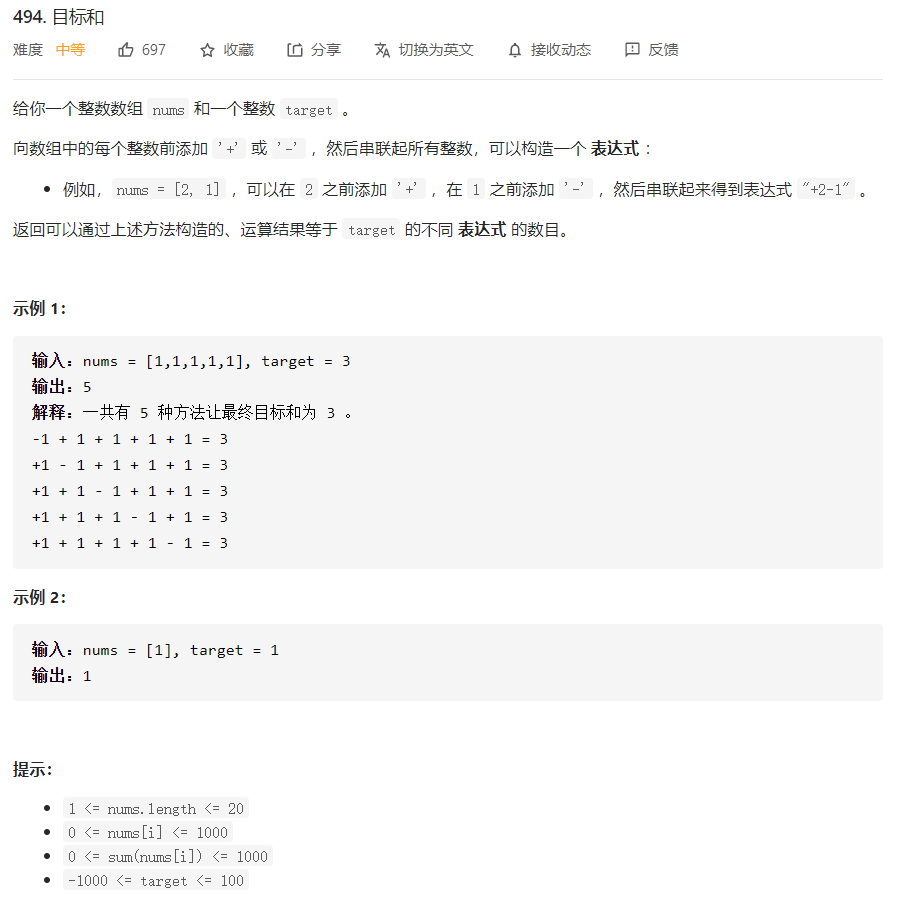 494. 目标和
难度 中等 697 收藏 分享 切换为英文 接收动态 反馈
给你一个整数数组 nums 和一个整数 target 。
向数组中的每个整数前添加 '+' 或 '-' ，然后串联起所有整数，可以构造一个 表达式 ：
例如，nums = [2, 1] ，可以在 2 之前添加 '+' ，在 1 之前添加 '-' ，然后串联起来得到表达式 "+2-1" 。
返回可以通过上述方法构造的、运算结果等于 target 的不同 表达式 的数目。
示例 1：
输入：nums = [1,1,1,1,1], target = 3
输出：5
解释：一共有 5 种方法让最终目标和为 3 。
-1 + 1 + 1 + 1 + 1 = 3
+1 - 1 + 1 + 1 + 1 = 3
+1 + 1 - 1 + 1 + 1 = 3
+1 + 1 + 1 - 1 + 1 = 3
+1 + 1 + 1 + 1 - 1 = 3
示例 2：
输入：nums = [1], target = 1
输出：1
提示：
1 <= nums.length <= 20
0 <= nums[i] <= 1000
0 <= sum(nums[i]) <= 1000
-1000 <= target <= 100